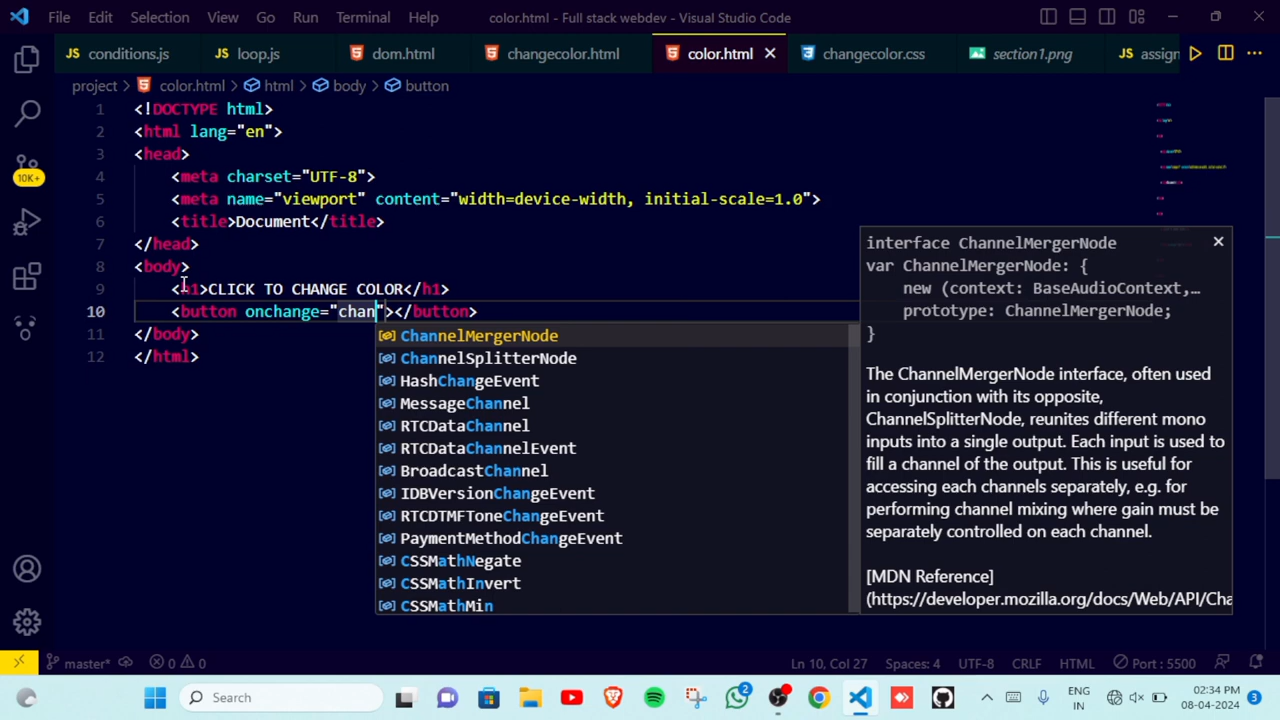 File Edit Selection View Go Run Terminal Help color.html - Full stack webdev - Visual Studio Code
JS conditions.js JS loop.js dom.html changecolor.html color.html changecolor.css section1.png JS assign
project > color.html > html > body > button
1 <!DOCTYPE html>
2 <html lang="en">
3 <head>
4 <meta charset="UTF-8">
5 <meta name="viewport" content="width=device-width, initial-scale=1.0">
6 <title>Document</title>
7 </head>
8 <body>
9 <h1>CLICK TO CHANGE COLOR</h1>
10 <button onchange="chan"></button>
11 </body>
12 </html>
10K+
ChannelMergerNode
ChannelSplitterNode
HashChangeEvent
MessageChannel
RTCDataChannel
RTCDataChannelEvent
BroadcastChannel
IDBVersionChangeEvent
RTCDTMFToneChangeEvent
PaymentMethodChangeEvent
CSSMathNegate
CSSMathInvert
CSSMathMin
interface ChannelMergerNode
var ChannelMergerNode: {
new (context: BaseAudioContext,…
prototype: ChannelMergerNode;
}
The ChannelMergerNode interface, often used
in conjunction with its opposite,
ChannelSplitterNode, reunites different mono
inputs into a single output. Each input is used to
fill a channel of the output. This is useful for
accessing each channels separately, e.g. for
performing channel mixing where gain must be
separately controlled on each channel.
[MDN Reference]
(https://developer.mozilla.org/docs/Web/API/Cha
master* 0 0 Ln 10, Col 27 Spaces: 4 UTF-8 CRLF HTML Port : 5500
Search 2 ENG IN 02:34 PM 08-04-2024 3